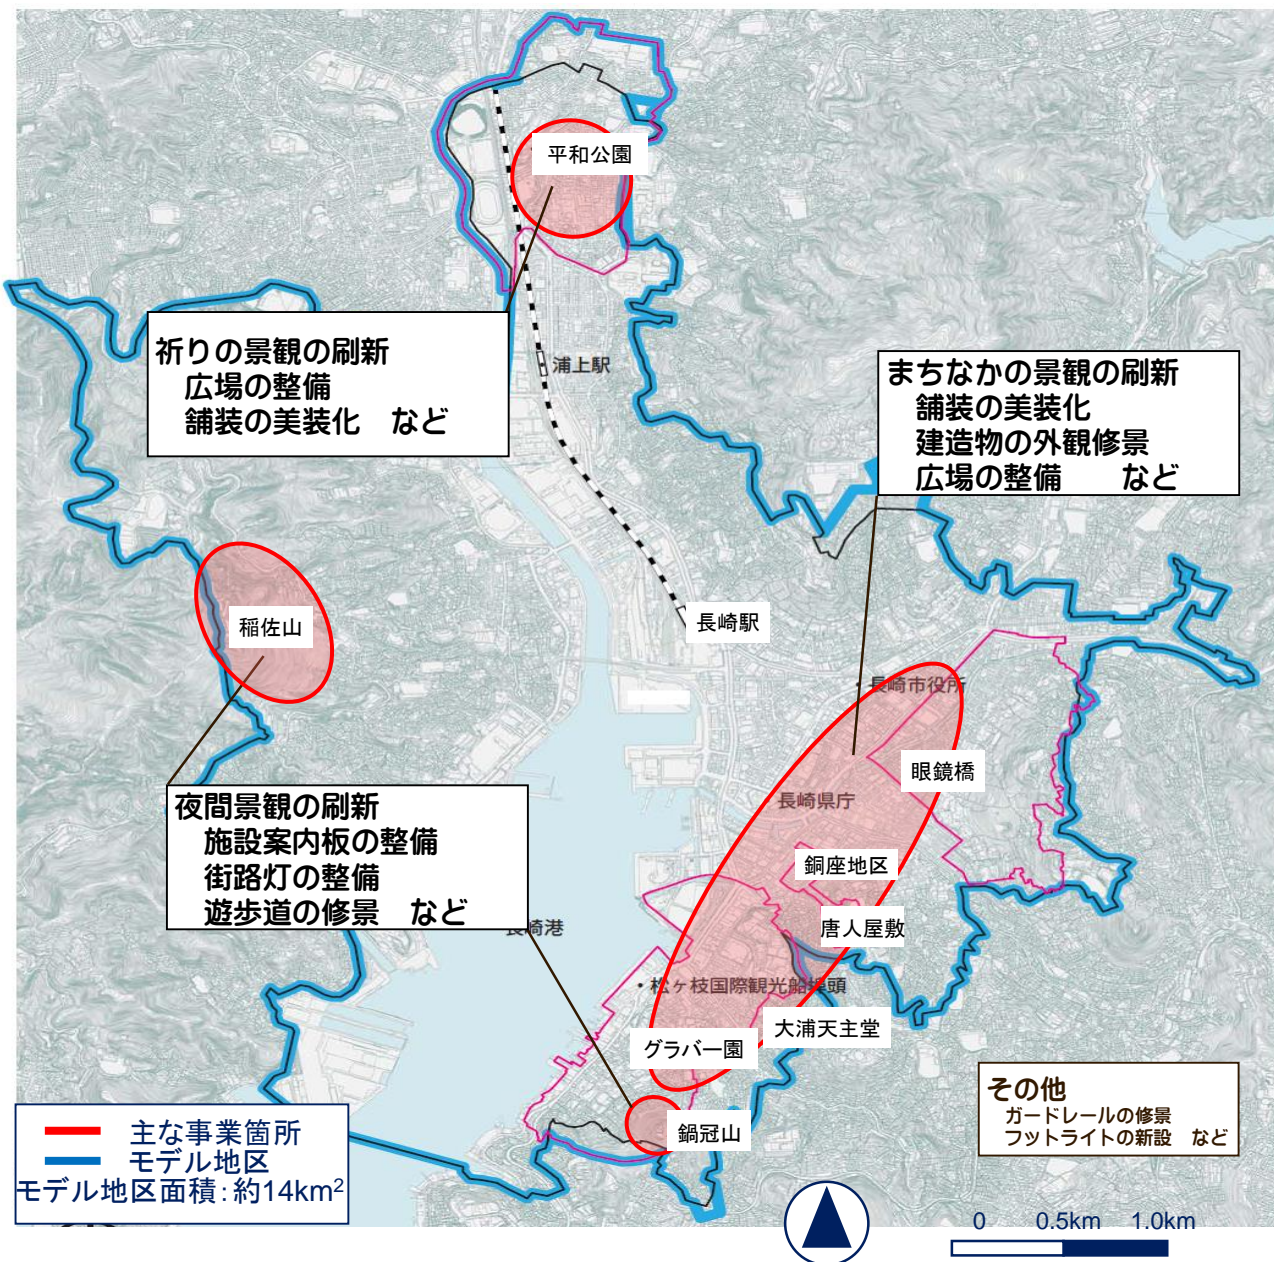 平和公園
祈りの景観の刷新
広場の整備
舗装の美装化　など
浦上駅
まちなかの景観の刷新
舗装の美装化
建造物の外観修景
広場の整備　　など
稲佐山
長崎駅
・長崎市役所
眼鏡橋
長崎県庁
夜間景観の刷新
施設案内板の整備
街路灯の整備
遊歩道の修景　など
銅座地区
唐人屋敷
長崎港
・松ヶ枝国際観光船埠頭
大浦天主堂
グラバー園
鍋冠山
その他
ガードレールの修景
フットライトの新設　など
主な事業箇所
モデル地区
モデル地区面積：約14km²
0 0.5km 1.0km